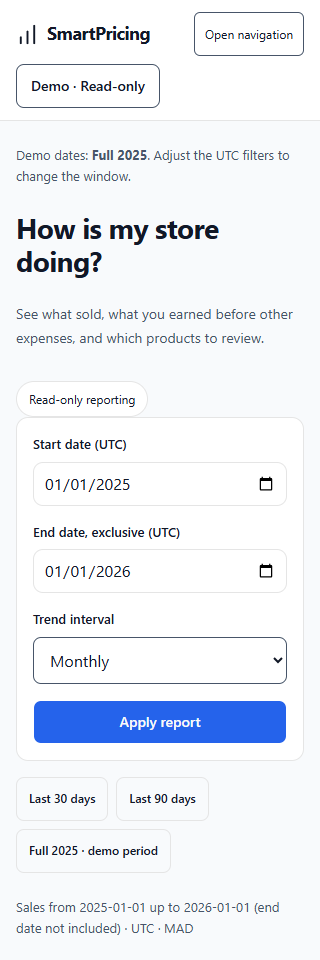 SmartPricing
Open navigation
Demo · Read-only
Demo dates: Full 2025. Adjust the UTC filters to
change the window.
How is my store
doing?
See what sold, what you earned before other
expenses, and which products to review.
Read-only reporting
Start date (UTC)
01/01/2025
End date, exclusive (UTC)
01/01/2026
Trend interval
Monthly
Apply report
Last 30 days
Last 90 days
Full 2025 · demo period
Sales from 2025-01-01 up to 2026-01-01 (end
date not included) · UTC · MAD